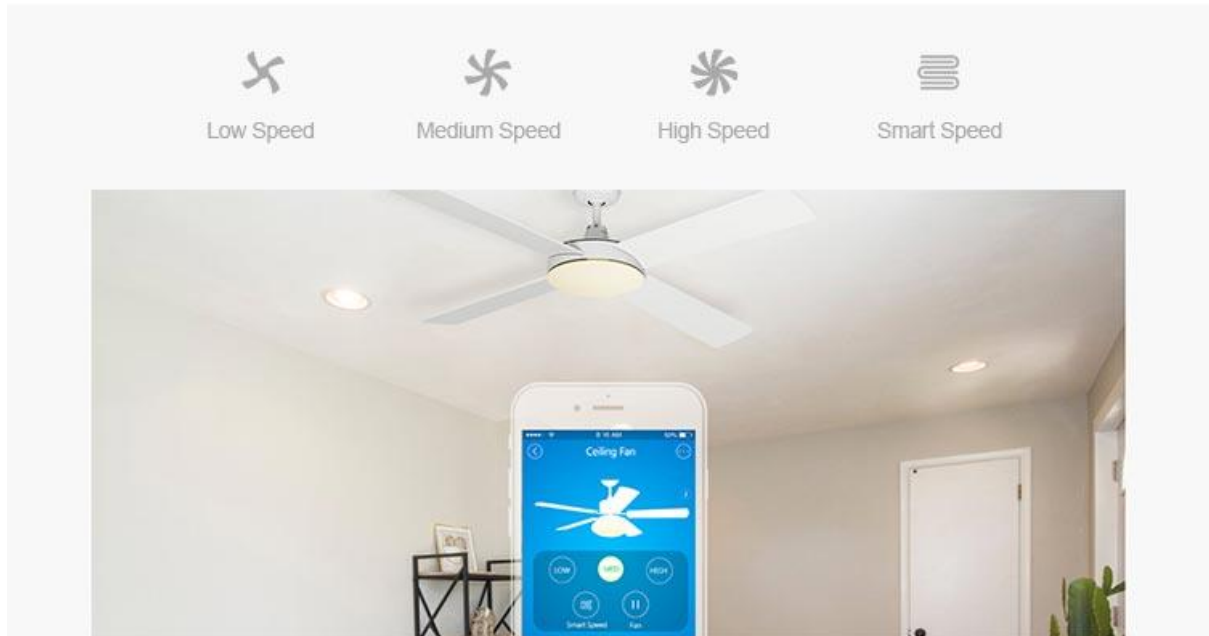 Low Speed
Medium Speed
High Speed
Smart Speed
Ceiling Fan
LOW
MED
HIGH
Smart Speed
Fan